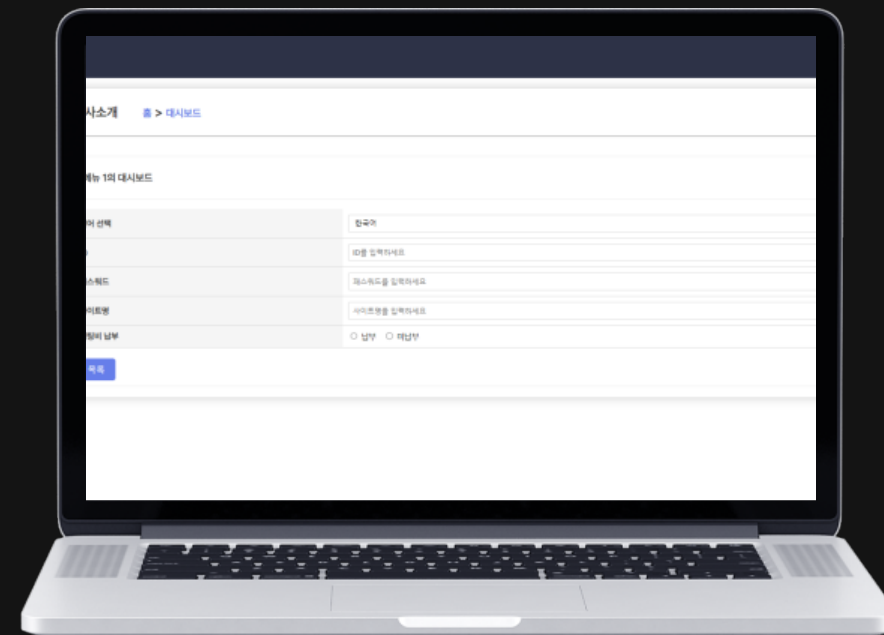 사소개 홈 > 대시보드
메뉴 1의 대시보드
어 선택 한국어
ID를 입력하세요
패스워드 패스워드를 입력하세요
사이트명 사이트명을 입력하세요
팅비 납부 납부 미납부
목록